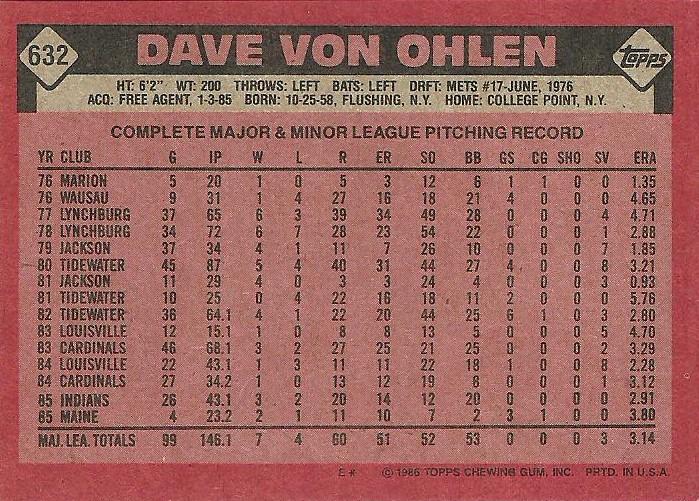 632 DAVE VON OHLEN topps
HT: 6'2" WT: 200 THROWS: LEFT BATS: LEFT DRFT: METS #17-JUNE, 1976
ACQ: FREE AGENT, 1-3-85 BORN: 10-25-58, FLUSHING, N.Y. HOME: COLLEGE POINT, N.Y.
COMPLETE MAJOR & MINOR LEAGUE PITCHING RECORD
YR CLUB G IP W L R ER SO BB GS CG SHO SV ERA
76 MARION 5 20 1 0 5 3 12 6 1 1 0 0 1.35
76 WAUSAU 9 31 1 4 27 16 18 21 4 0 0 0 4.65
77 LYNCHBURG 37 65 6 3 39 34 49 28 0 0 0 4 4.71
78 LYNCHBURG 34 72 6 7 28 23 54 22 0 0 0 1 2.88
79 JACKSON 37 34 4 1 11 7 26 10 0 0 0 7 1.85
80 TIDEWATER 45 87 5 4 40 31 44 27 4 0 0 8 3.21
81 JACKSON 11 29 4 0 3 3 24 4 0 0 0 3 0.93
81 TIDEWATER 10 25 0 4 22 16 18 11 2 0 0 0 5.76
82 TIDEWATER 36 64.1 4 1 22 20 44 25 6 1 0 3 2.80
83 LOUISVILLE 12 15.1 1 0 8 8 13 5 0 0 0 5 4.70
83 CARDINALS 46 68.1 3 2 27 25 21 25 0 0 0 2 3.29
84 LOUISVILLE 22 43.1 1 3 11 11 22 18 1 0 0 8 2.28
84 CARDINALS 27 34.2 1 0 13 12 19 8 0 0 0 1 3.12
85 INDIANS 26 43.1 3 2 20 14 12 20 0 0 0 0 2.91
85 MAINE 4 23.2 2 1 11 10 7 2 3 1 0 0 3.80
MAJ. LEA. TOTALS 99 146.1 7 4 60 51 52 53 0 0 0 3 3.14
E* © 1986 TOPPS CHEWING GUM, INC. PRTD. IN U.S.A.